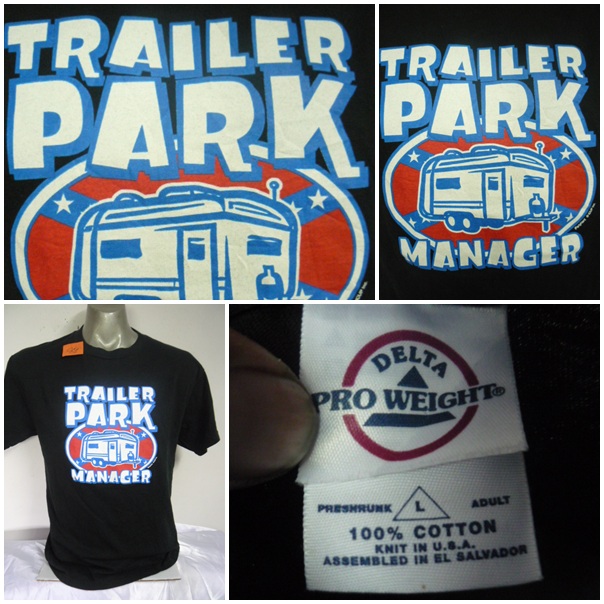 TRAILER
PARK
TRAILER
PARK
MANAGER
TRAILER
PARK
MANAGER
DELTA
PRO WEIGHT®
PRESHRUNK L ADULT
100% COTTON
KNIT IN U.S.A.
ASSEMBLED IN EL SALVADOR